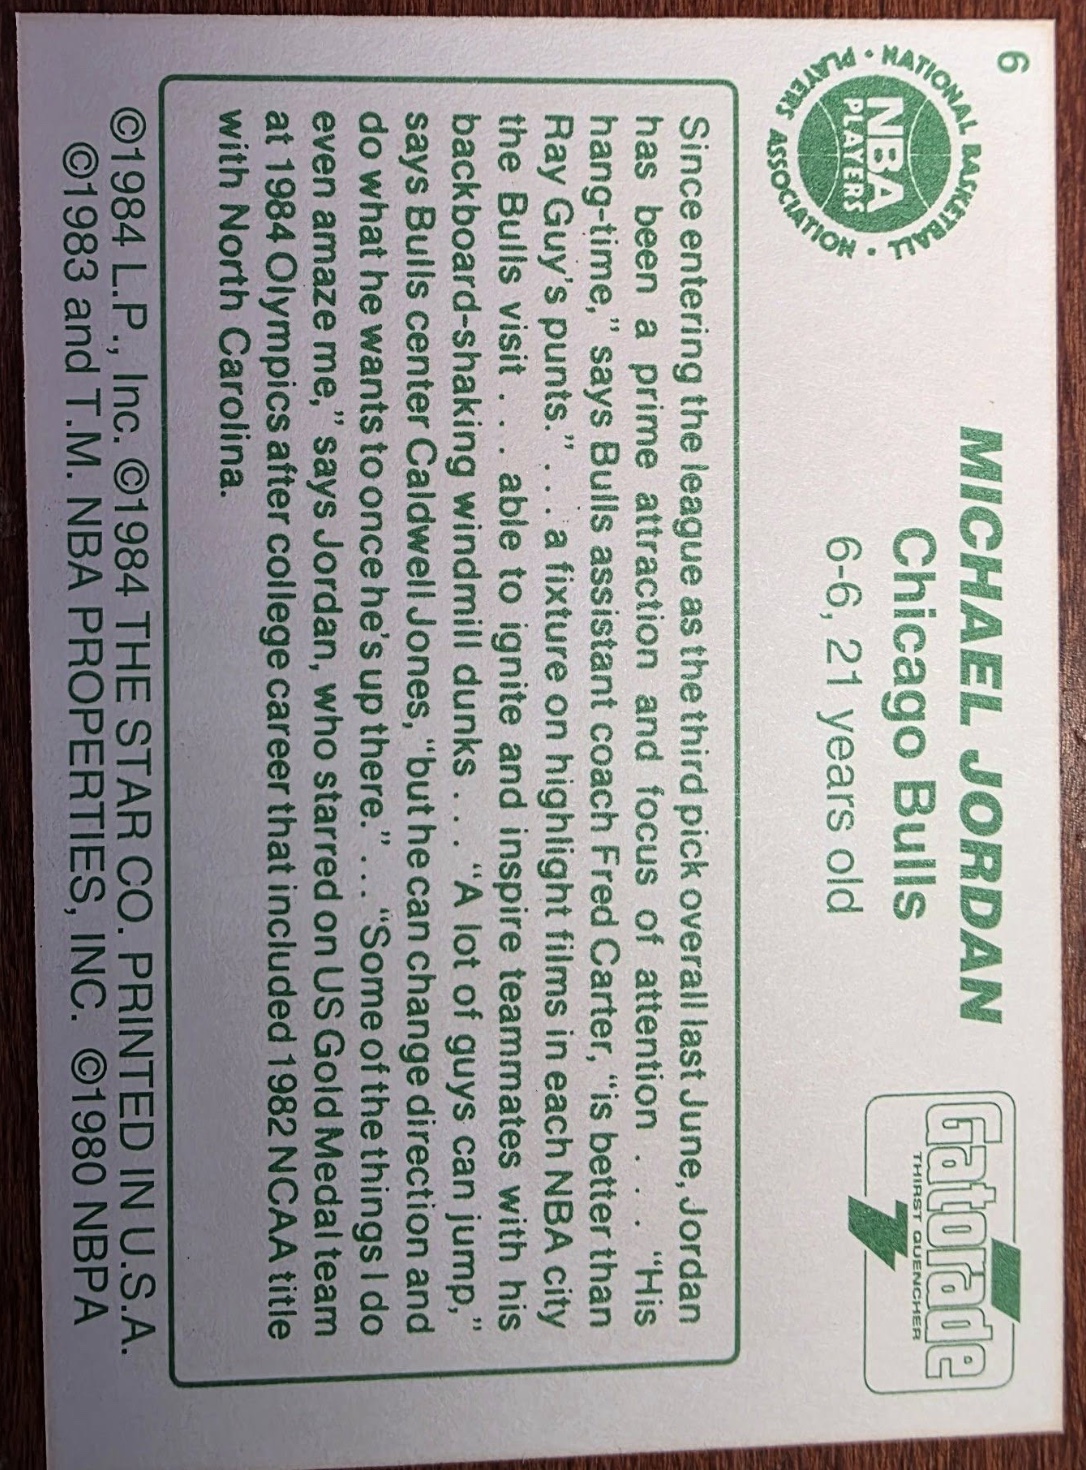 6
NATIONAL BASKETBALL
PLAYERS ASSOCIATION
NBA
PLAYERS
MICHAEL JORDAN
Chicago Bulls
6-6, 21 years old
Gatorade
THIRST QUENCHER
Since entering the league as the third pick overall last June, Jordan
has been a prime attraction and focus of attention . . . "His
hang-time," says Bulls assistant coach Fred Carter, "is better than
Ray Guy's punts." . . . a fixture on highlight films in each NBA city
the Bulls visit . . . able to ignite and inspire teammates with his
backboard-shaking windmill dunks . . . "A lot of guys can jump,"
says Bulls center Caldwell Jones, "but he can change direction and
do what he wants to once he's up there." . . . "Some of the things I do
even amaze me," says Jordan, who starred on US Gold Medal team
at 1984 Olympics after college career that included 1982 NCAA title
with North Carolina.
©1984 L.P., Inc. ©1984 THE STAR CO. PRINTED IN U.S.A.
©1983 and T.M. NBA PROPERTIES, INC. ©1980 NBPA